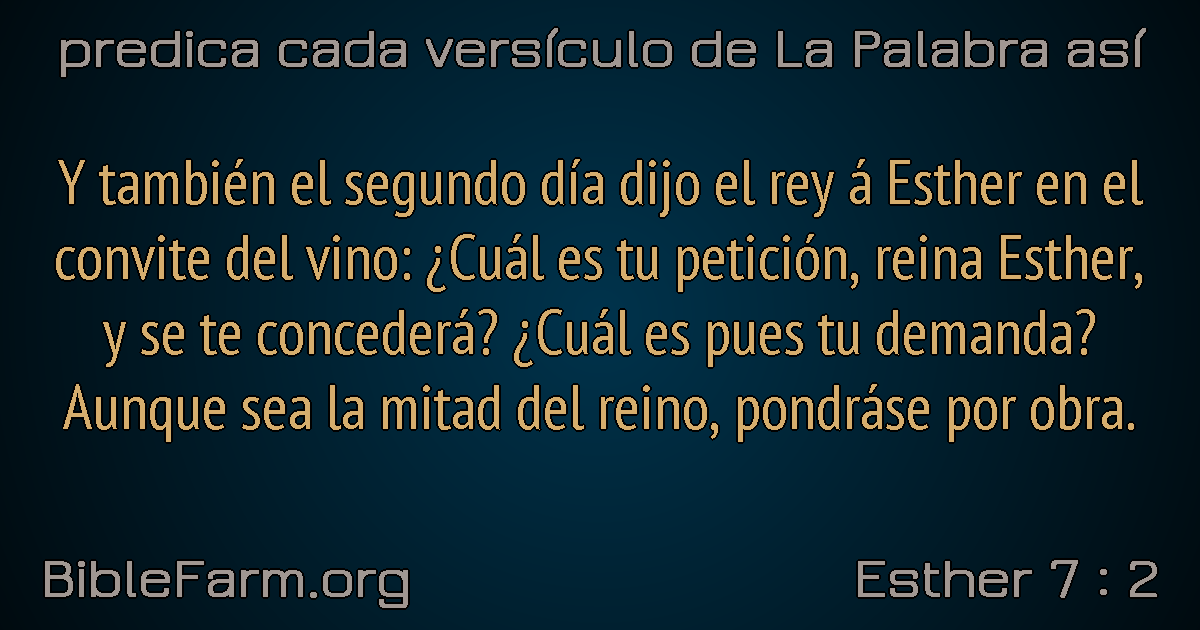 predica cada versículo de La Palabra así
Y también el segundo día dijo el rey á Esther en el
convite del vino: ¿Cuál es tu petición, reina Esther,
y se te concederá? ¿Cuál es pues tu demanda?
Aunque sea la mitad del reino, pondráse por obra.
BibleFarm.org
Esther 7 : 2